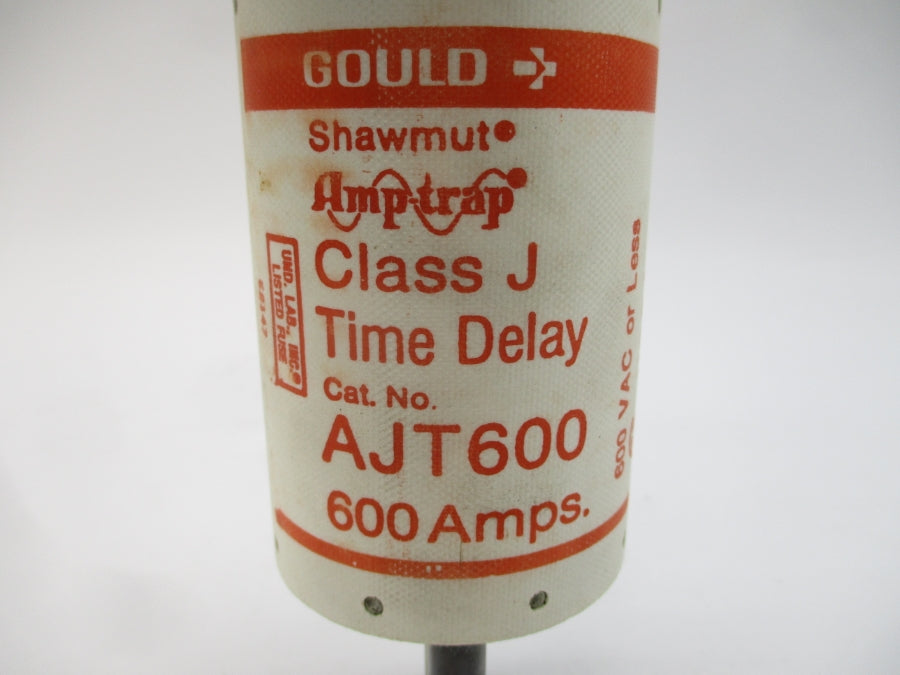 GOULD
Shawmut
Amp-trap
Class J
Time Delay
Cat. No.
AJT600
600 Amps.
UND. LAB., INC.
LISTED FUSE
600 VAC or Less